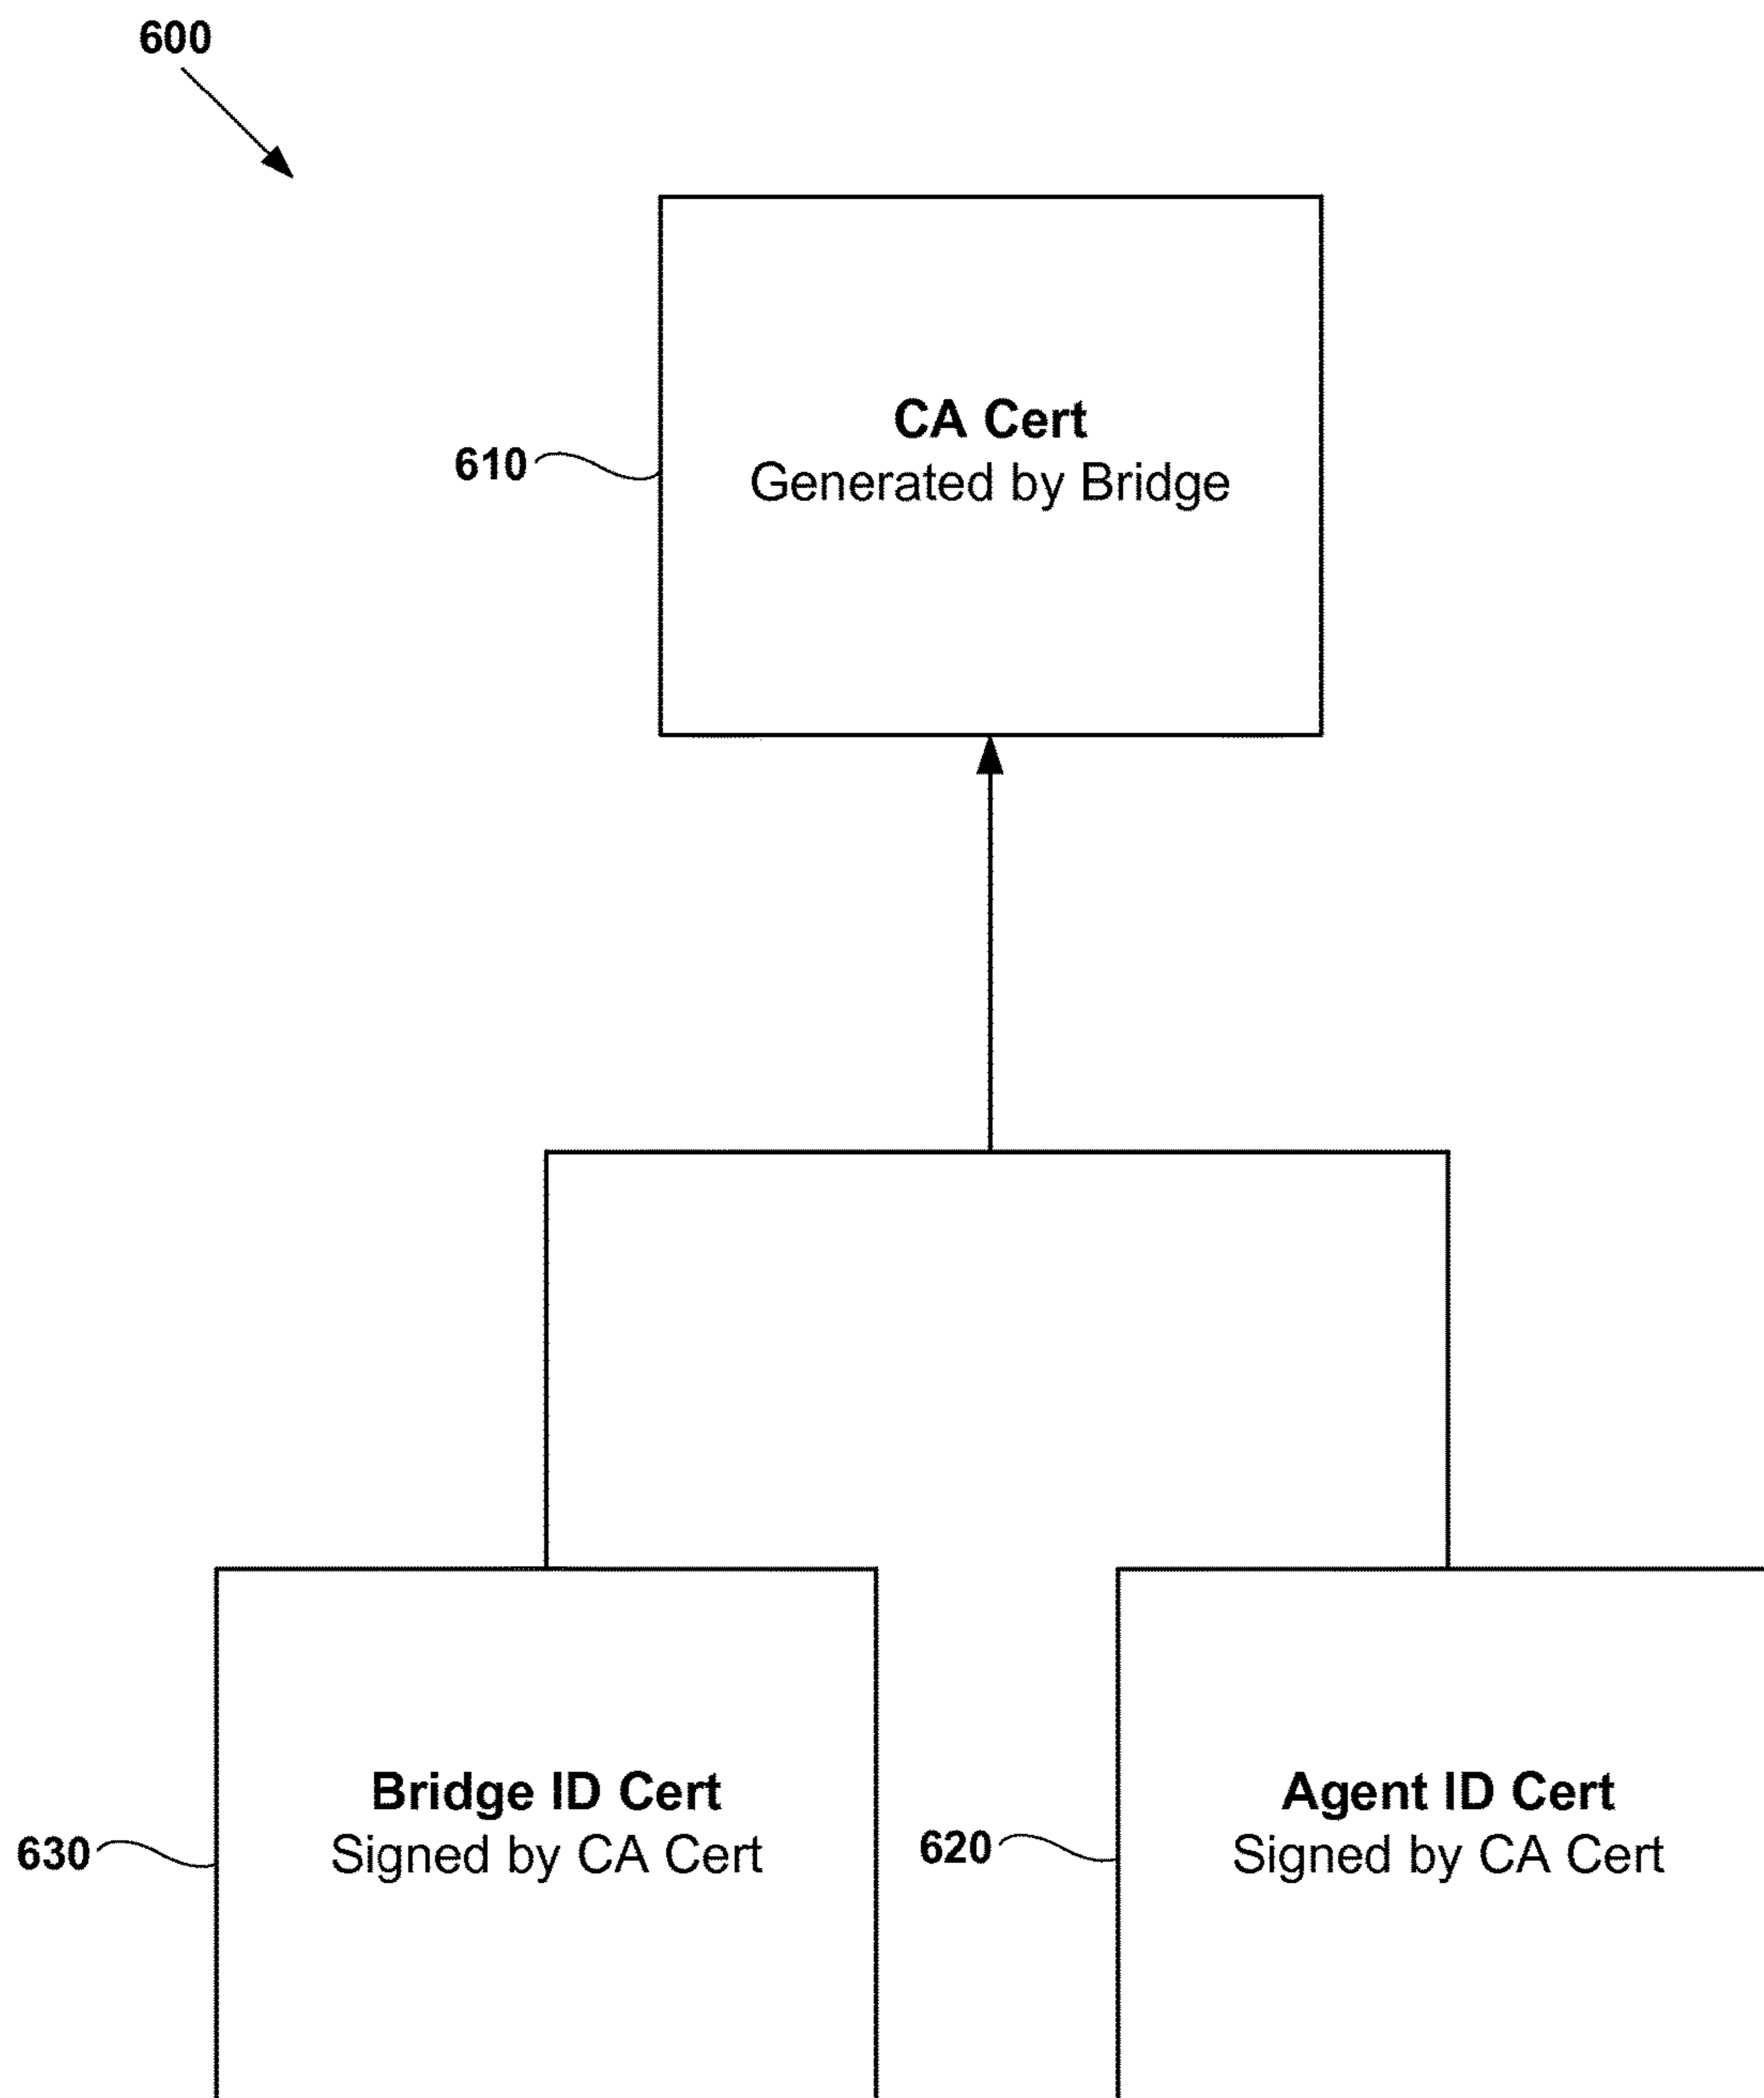 600
CA Cert
610
Generated by Bridge
Bridge ID Cert
630
Signed by CA Cert
Agent ID Cert
620
Signed by CA Cert